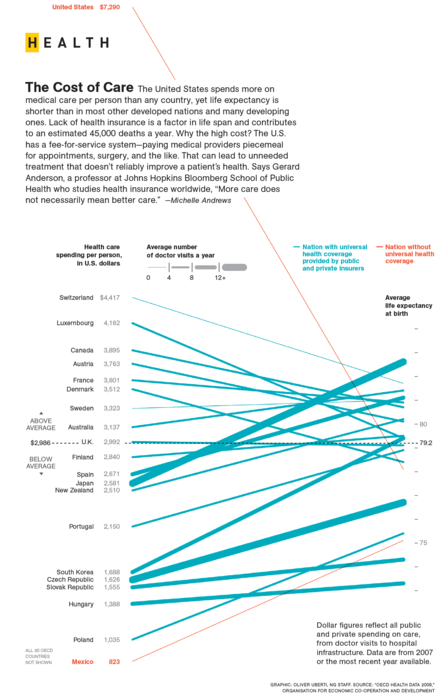 United States $7,290
HEALTH
The Cost of Care The United States spends more on
medical care per person than any country, yet life expectancy is
shorter than in most other developed nations and many developing
ones. Lack of health insurance is a factor in life span and contributes
to an estimated 45,000 deaths a year. Why the high cost? The U.S.
has a fee-for-service system—paying medical providers piecemeal
for appointments, surgery, and the like. That can lead to unneeded
treatment that doesn't reliably improve a patient's health. Says Gerard
Anderson, a professor at Johns Hopkins Bloomberg School of Public
Health who studies health insurance worldwide, "More care does
not necessarily mean better care." —Michelle Andrews
Health care
spending per person,
in U.S. dollars
Average number
of doctor visits a year
0 4 8 12+
Nation with universal
health coverage
provided by public
and private insurers
Nation without
universal health
coverage
Average
life expectancy
at birth
Switzerland $4,417
Luxembourg 4,162
Canada 3,895
Austria 3,763
France 3,601
Denmark 3,512
Sweden 3,323
ABOVE
AVERAGE
Australia 3,137
80
$2,986
U.K. 2,992
79.2
BELOW
AVERAGE
Finland 2,840
Spain 2,671
Japan 2,581
New Zealand 2,510
Portugal 2,150
75
South Korea 1,688
Czech Republic 1,626
Slovak Republic 1,555
Hungary 1,388
Poland 1,035
Mexico 823
ALL 30 OECD
COUNTRIES
NOT SHOWN
Dollar figures reflect all
public and private spending on care,
from doctor visits to hospital
infrastructure. Data are from 2007
or the most recent year available.
GRAPHIC: OLIVER UBERTI, NG STAFF. SOURCE: "OECD HEALTH DATA 2009,"
ORGANISATION FOR ECONOMIC CO-OPERATION AND DEVELOPMENT